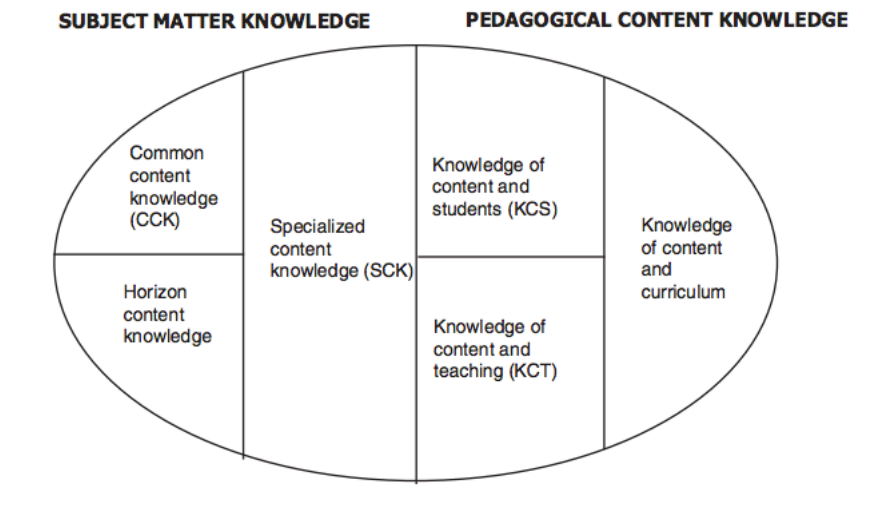 SUBJECT MATTER KNOWLEDGE
PEDAGOGICAL CONTENT KNOWLEDGE
Common
content
knowledge
(CCK)
Horizon
content
knowledge
Specialized
content
knowledge (SCK)
Knowledge of
content and
students (KCS)
Knowledge of
content and
teaching (KCT)
Knowledge
of content
and
curriculum